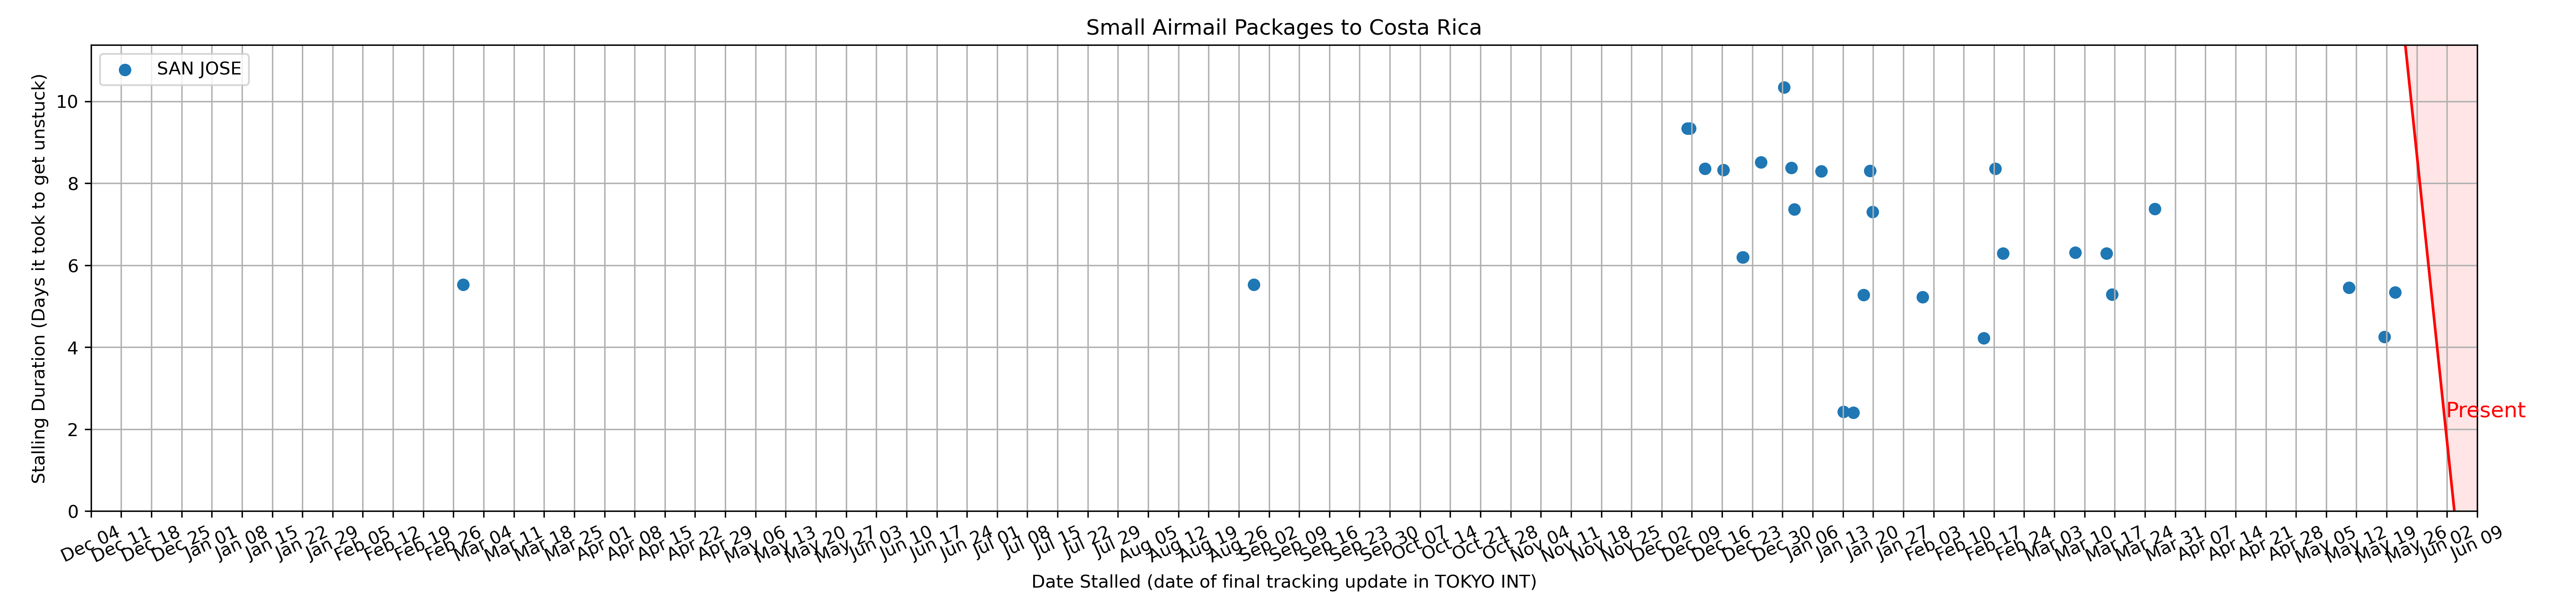 Small Airmail Packages to Costa Rica
SAN JOSE
Stalling Duration (Days it took to get unstuck)
10
8
6
4
2
0
Present
Dec 04 Dec 11 Dec 18 Dec 25 Jan 01 Jan 08 Jan 15 Jan 22 Jan 29 Feb 05 Feb 12 Feb 19 Feb 26 Mar 04 Mar 11 Mar 18 Mar 25 Apr 01 Apr 08 Apr 15 Apr 22 Apr 29 May 06 May 13 May 20 May 27 Jun 03 Jun 10 Jun 17 Jun 24 Jul 01 Jul 08 Jul 15 Jul 22 Jul 29 Aug 05 Aug 12 Aug 19 Aug 26 Sep 02 Sep 09 Sep 16 Sep 23 Sep 30 Oct 07 Oct 14 Oct 21 Oct 28 Nov 04 Nov 11 Nov 18 Nov 25 Dec 02 Dec 09 Dec 16 Dec 23 Dec 30 Jan 06 Jan 13 Jan 20 Jan 27 Feb 03 Feb 10 Feb 17 Feb 24 Mar 03 Mar 10 Mar 17 Mar 24 Mar 31 Apr 07 Apr 14 Apr 21 Apr 28 May 05 May 12 May 19 May 26 Jun 02 Jun 09
Date Stalled (date of final tracking update in TOKYO INT)